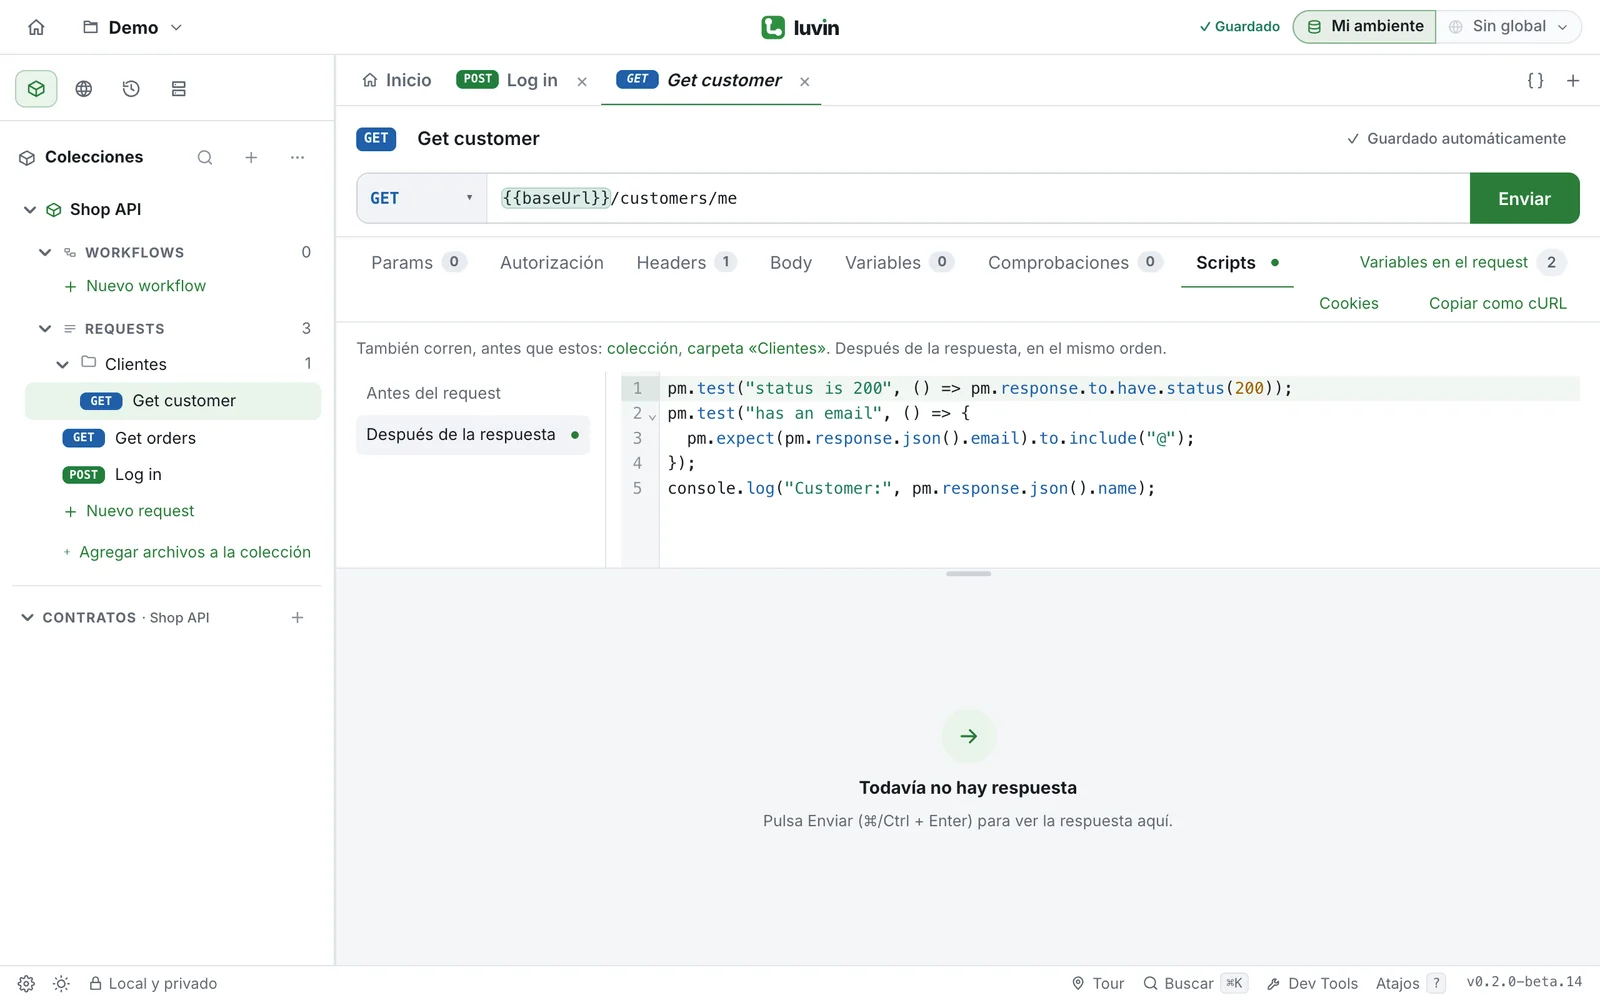 Demo
luvin
Guardado
Mi ambiente
Sin global
Inicio
POST Log in
GET Get customer
{}
Colecciones
Shop API
WORKFLOWS 0
Nuevo workflow
REQUESTS 3
Clientes 1
GET Get customer
GET Get orders
POST Log in
Nuevo request
Agregar archivos a la colección
CONTRATOS · Shop API
GET Get customer
Guardado automáticamente
GET
{{baseUrl}}/customers/me
Enviar
Params 0
Autorización
Headers 1
Body
Variables 0
Comprobaciones 0
Scripts
Variables en el request 2
Cookies
Copiar como cURL
También corren, antes que estos: colección, carpeta «Clientes». Después de la respuesta, en el mismo orden.
Antes del request
Después de la respuesta
1 pm.test("status is 200", () => pm.response.to.have.status(200));
2 pm.test("has an email", () => {
3 pm.expect(pm.response.json().email).to.include("@");
4 });
5 console.log("Customer:", pm.response.json().name);
Todavía no hay respuesta
Pulsa Enviar (⌘/Ctrl + Enter) para ver la respuesta aquí.
Local y privado
Tour
Buscar ⌘K
Dev Tools
Atajos ?
v0.2.0-beta.14